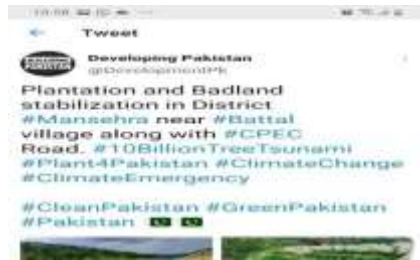 Tweet
Developing Pakistan
@DevelopmentPk
Plantation and Badland
stabilization in District
#Mansehra near #Battal
village along with #CPEC
Road. #10BillionTreeTsunami
#Plant4Pakistan #ClimateChange
#ClimateEmergency
#CleanPakistan #GreenPakistan
#Pakistan